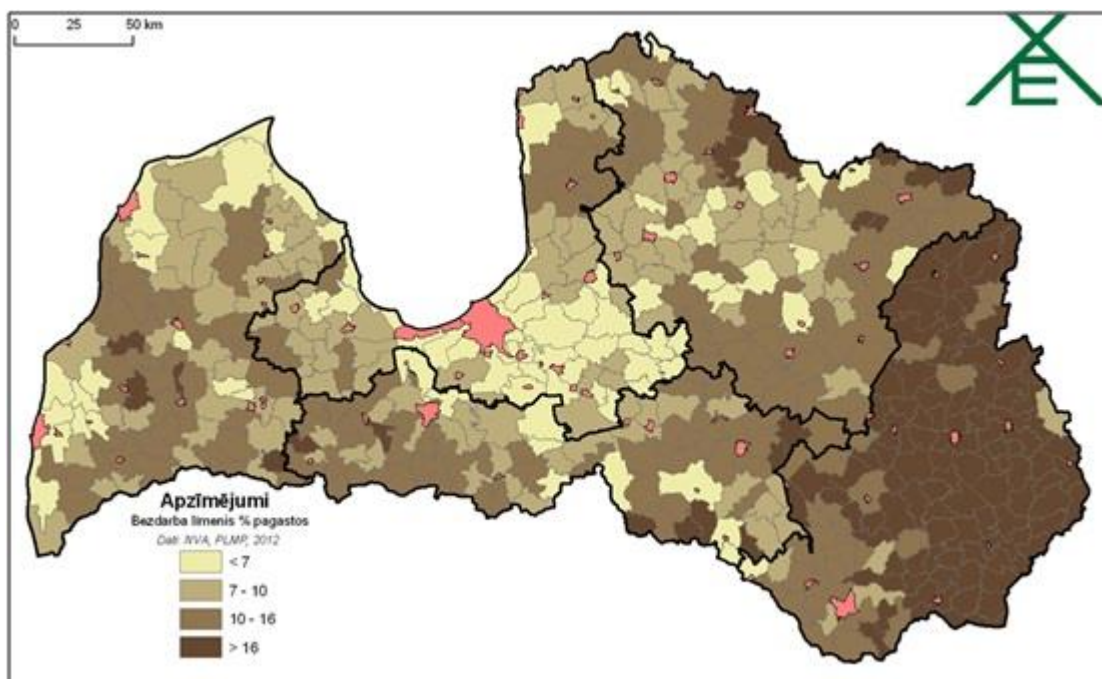 0 25 50 km
Apzīmējumi
Bezdarba līmenis % pagastos
Dati: NVA, PLMP, 2012
< 7
7 - 10
10 - 16
> 16